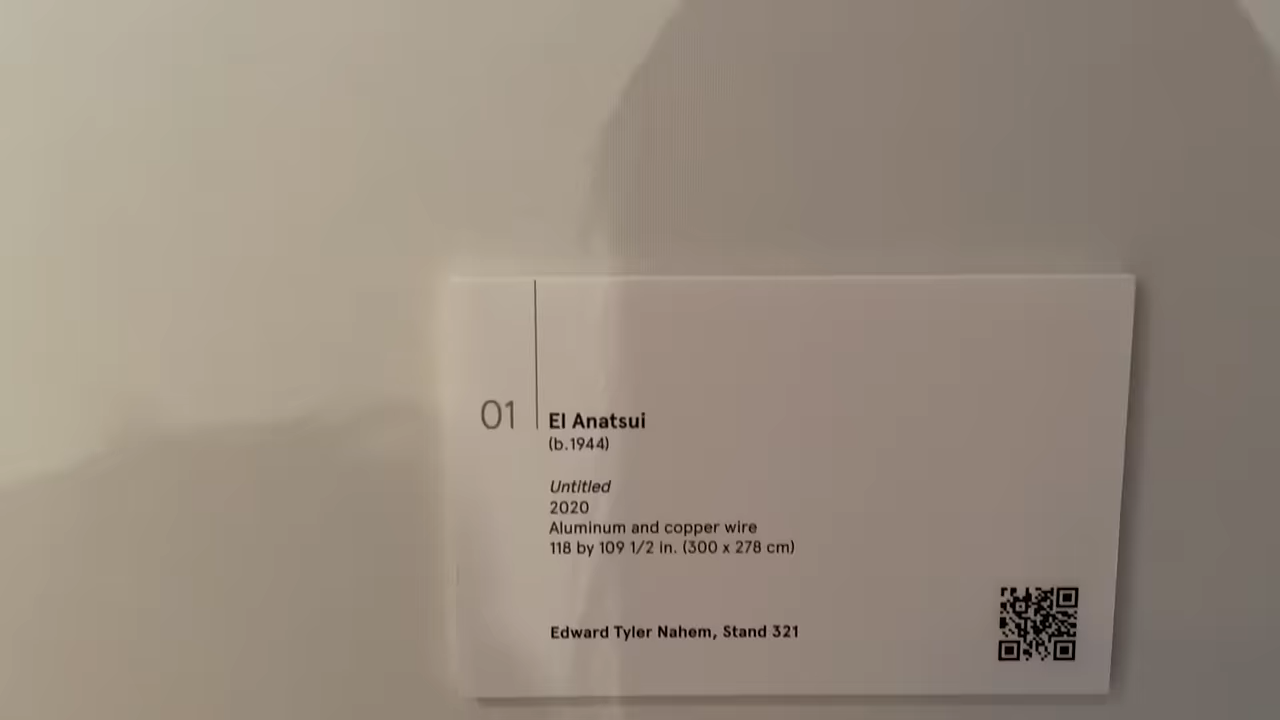 01
El Anatsui
(b.1944)
Untitled
2020
Aluminum and copper wire
118 by 109 1/2 in. (300 x 278 cm)
Edward Tyler Nahem, Stand 321